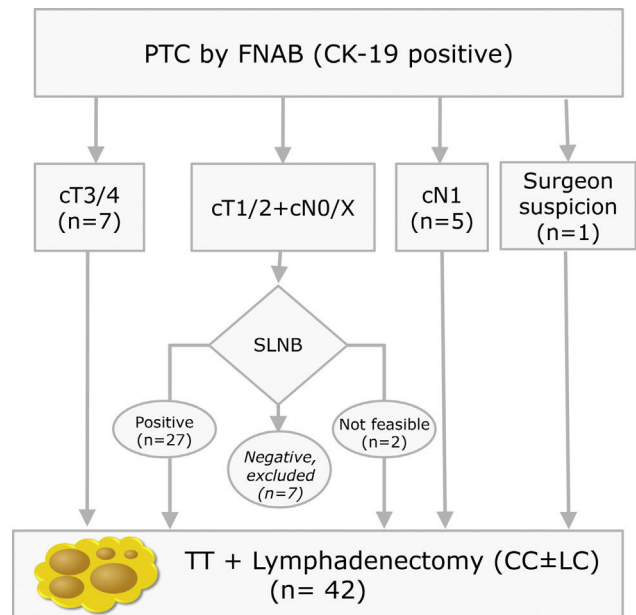 PTC by FNAB (CK-19 positive)
cT3/4
(n=7)
cT1/2+cN0/X
cN1
(n=5)
Surgeon
suspicion
(n=1)
SLNB
Positive
(n=27)
Negative,
excluded
(n=7)
Not feasible
(n=2)
TT + Lymphadenectomy (CC±LC)
(n= 42)